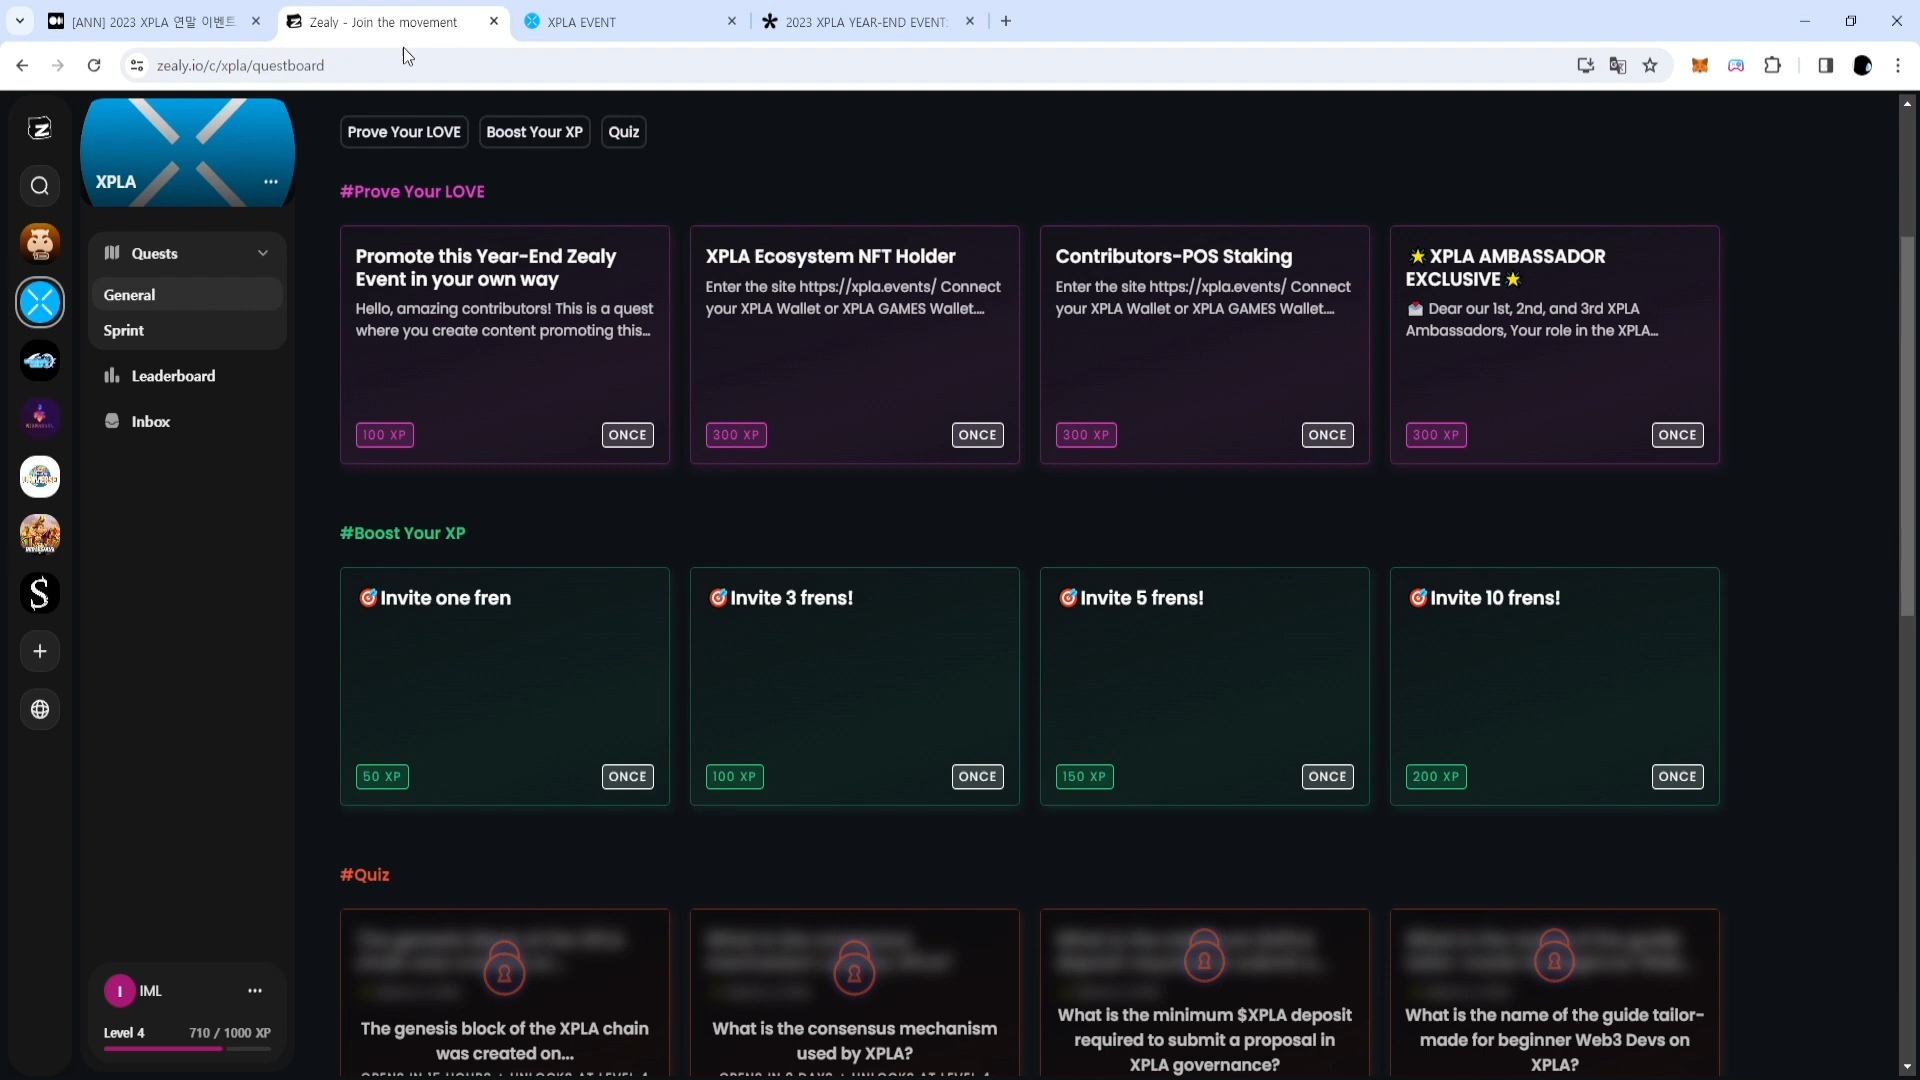 [ANN] 2023 XPLA 연말 이벤트
Zealy - Join the movement
XPLA EVENT
2023 XPLA YEAR-END EVENT:
zealy.io/c/xpla/questboard
XPLA
Quests
General
Sprint
Leaderboard
Inbox
I
IML
Level 4
710 / 1000 XP
Prove Your LOVE
Boost Your XP
Quiz
#Prove Your LOVE
Promote this Year-End Zealy
Event in your own way
Hello, amazing contributors! This is a quest
where you create content promoting this...
100 XP
ONCE
XPLA Ecosystem NFT Holder
Enter the site https://xpla.events/ Connect
your XPLA Wallet or XPLA GAMES Wallet....
300 XP
ONCE
Contributors-POS Staking
Enter the site https://xpla.events/ Connect
your XPLA Wallet or XPLA GAMES Wallet....
300 XP
ONCE
🌟XPLA AMBASSADOR
EXCLUSIVE🌟
📩 Dear our 1st, 2nd, and 3rd XPLA
Ambassadors, Your role in the XPLA...
300 XP
ONCE
#Boost Your XP
🎯Invite one fren
50 XP
ONCE
🎯Invite 3 frens!
100 XP
ONCE
🎯Invite 5 frens!
150 XP
ONCE
🎯Invite 10 frens!
200 XP
ONCE
#Quiz
The genesis block of the XPLA chain
was created on...
What is the consensus mechanism
used by XPLA?
What is the minimum $XPLA deposit
required to submit a proposal in
XPLA governance?
What is the name of the guide tailor-
made for beginner Web3 Devs on
XPLA?